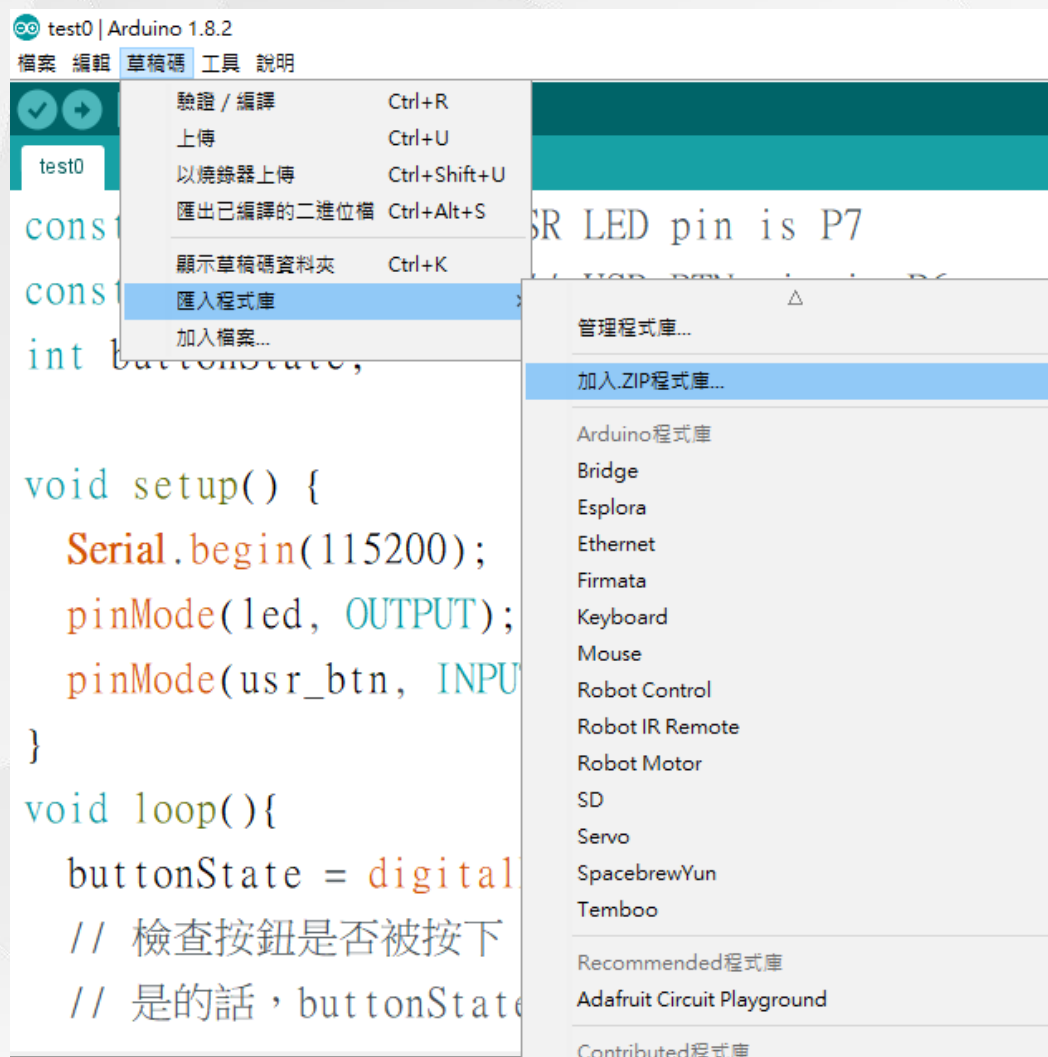 test0 | Arduino 1.8.2
檔案 編輯 草稿碼 工具 說明
驗證 / 編譯 Ctrl+R
上傳 Ctrl+U
以燒錄器上傳 Ctrl+Shift+U
匯出已編譯的二進位檔 Ctrl+Alt+S
顯示草稿碼資料夾 Ctrl+K
匯入程式庫
加入檔案...
管理程式庫...
加入.ZIP程式庫...
Arduino程式庫
Bridge
Esplora
Ethernet
Firmata
Keyboard
Mouse
Robot Control
Robot IR Remote
Robot Motor
SD
Servo
SpacebrewYun
Temboo
Recommended程式庫
Adafruit Circuit Playground
Contributed程式庫
test0
const SR LED pin is P7
const
int buttonState;
void setup() {
Serial.begin(115200);
pinMode(led, OUTPUT);
pinMode(usr_btn, INPU
}
void loop(){
buttonState = digital
// 檢查按鈕是否被按下
// 是的話，buttonState